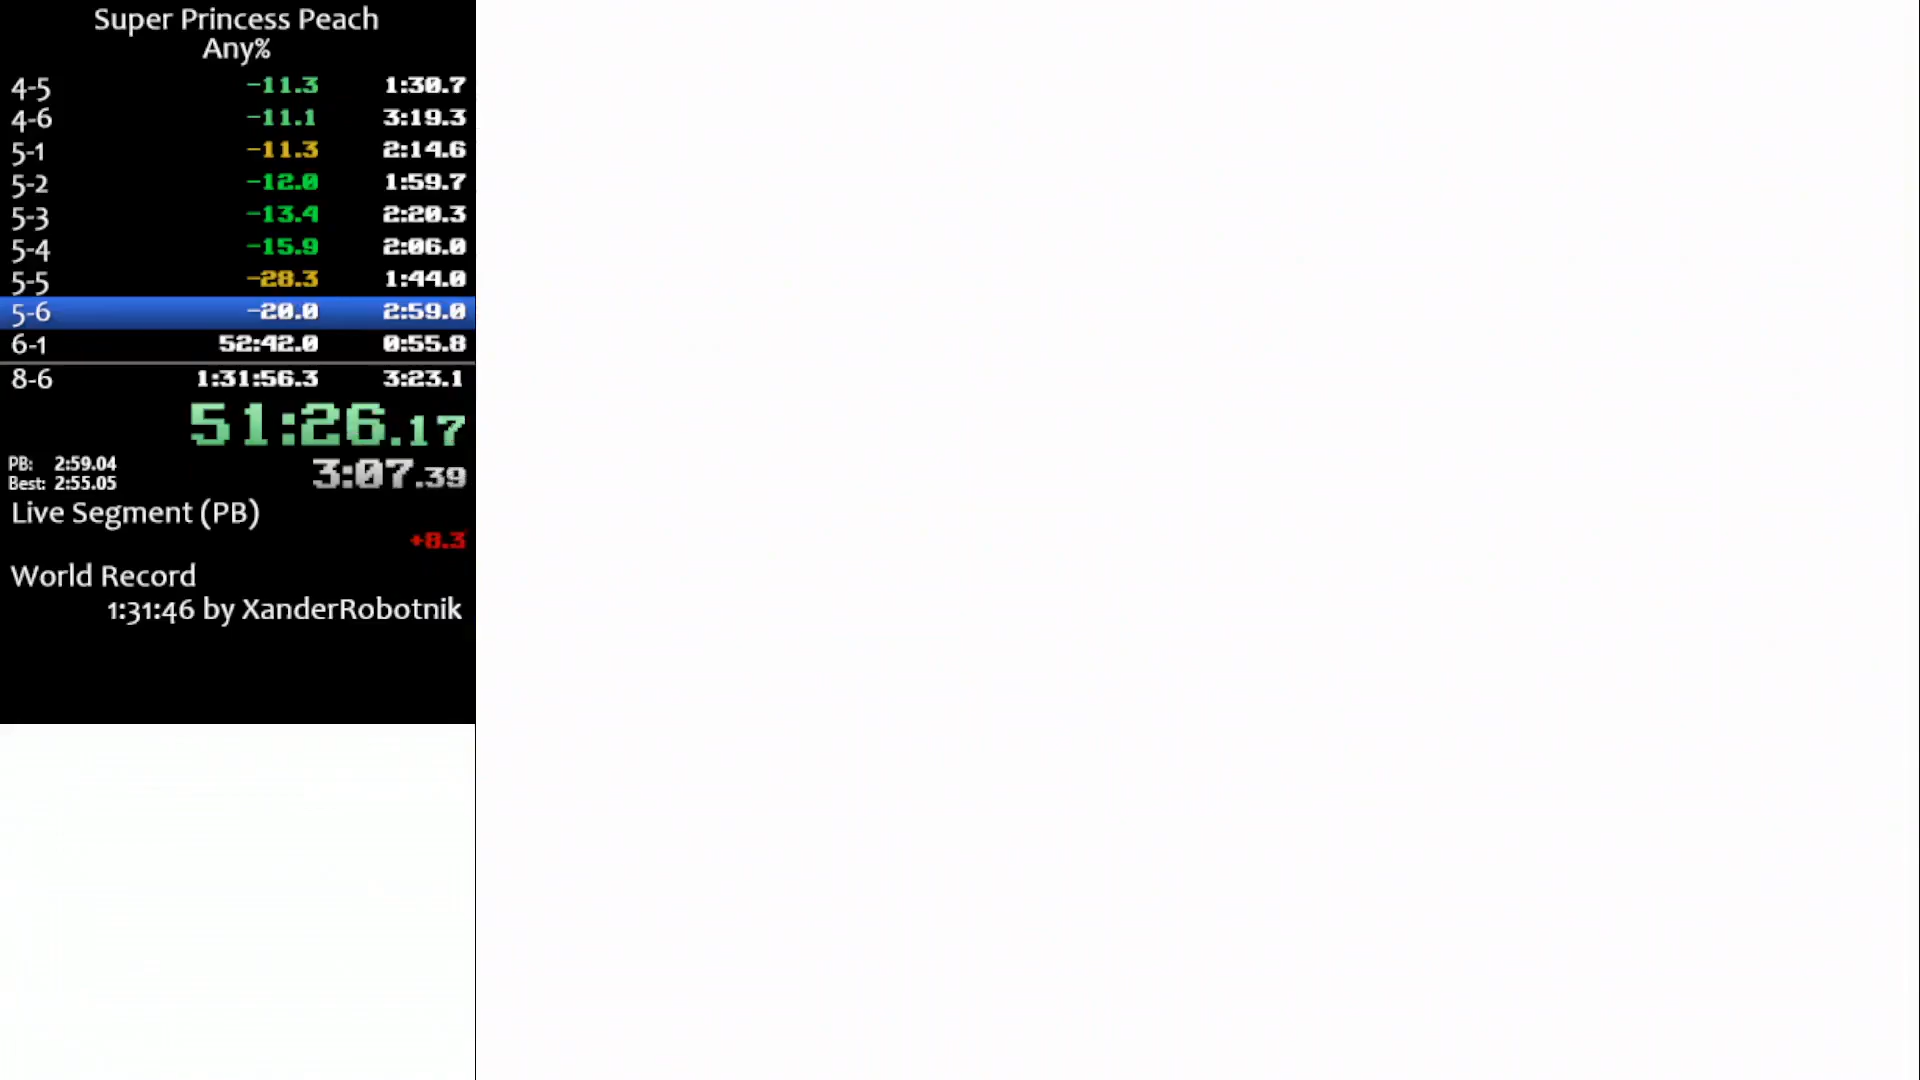 Super Princess Peach
Any%
4-5 -11.3 1:30.7
4-6 -11.1 3:19.3
5-1 -11.3 2:14.6
5-2 -12.0 1:59.7
5-3 -13.4 2:20.3
5-4 -15.9 2:06.0
5-5 -28.3 1:44.0
5-6 -20.0 2:59.0
6-1 52:42.0 0:55.8
8-6 1:31:56.3 3:23.1
51:26.17
PB: 2:59.04
Best: 2:55.05
3:07.39
Live Segment (PB)
+8.3
World Record
1:31:46 by XanderRobotnik